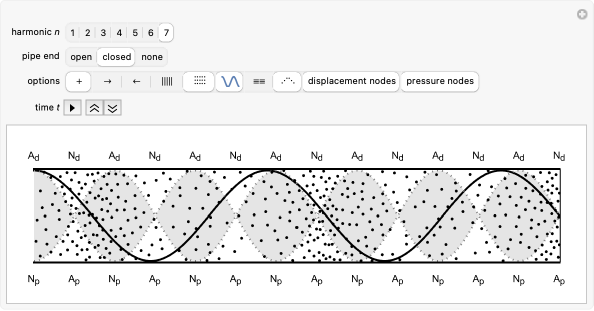 harmonic n 1 2 3 4 5 6 7
pipe end open closed none
options + → ← displacement nodes pressure nodes
time t
Ad Nd Ad Nd Ad Nd Ad Nd Ad Nd Ad Nd Ad Nd
Np Ap Np Ap Np Ap Np Ap Np Ap Np Ap Np Ap